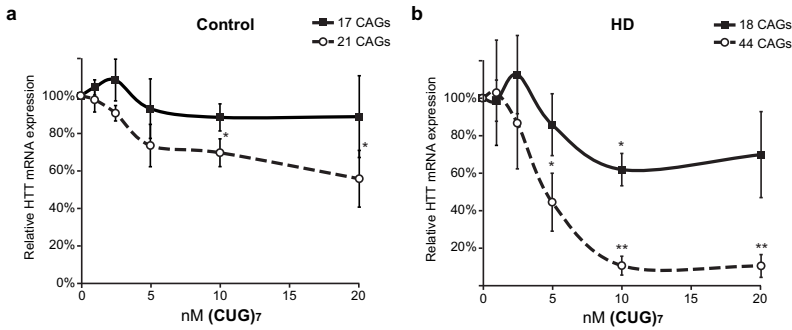 a
Control
17 CAGs
21 CAGs
Relative HTT mRNA expression
100%
80%
60%
40%
20%
0%
*
*
0
5
10
15
20
nM (CUG)7
b
HD
18 CAGs
44 CAGs
Relative HTT mRNA expression
100%
80%
60%
40%
20%
*
*
**
**
0
5
10
15
20
nM (CUG)7